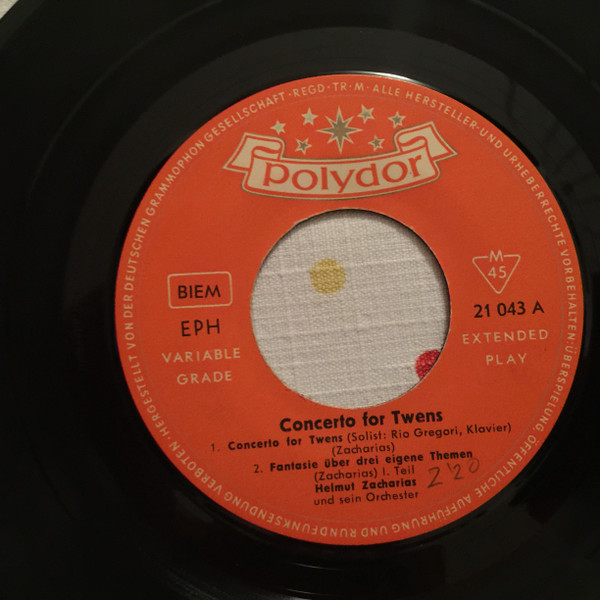 HERGESTELLT VON DER DEUTSCHEN GRAMMOPHON GESELLSCHAFT · REGD · TR · M · ALLE HERSTELLER- UND URHEBERRECHTE VORBEHALTEN · ÜBERSPIELUNG, ÖFFENTLICHE AUFFÜHRUNG UND RUNDFUNKSENDUNG VERBOTEN ·
polydor
BIEM
EPH
VARIABLE
GRADE
M
45
21 043 A
EXTENDED
PLAY
Concerto for Twens
1. Concerto for Twens (Solist: Rio Gregori, Klavier)
(Zacharias)
2. Fantasie über drei eigene Themen
(Zacharias) I. Teil
Helmut Zacharias
und sein Orchester
2'20